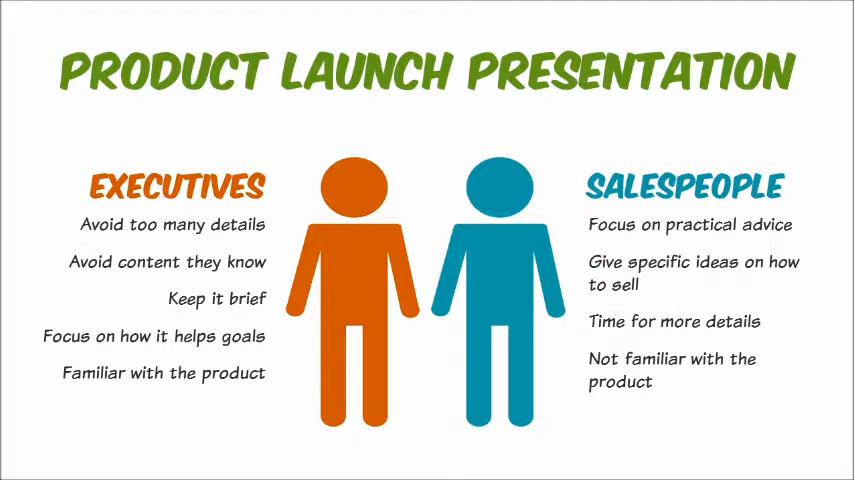 PRODUCT LAUNCH PRESENTATION
EXECUTIVES
Avoid too many details
Avoid content they know
Keep it brief
Focus on how it helps goals
Familiar with the product
SALESPEOPLE
Focus on practical advice
Give specific ideas on how
to sell
Time for more details
Not familiar with the
product